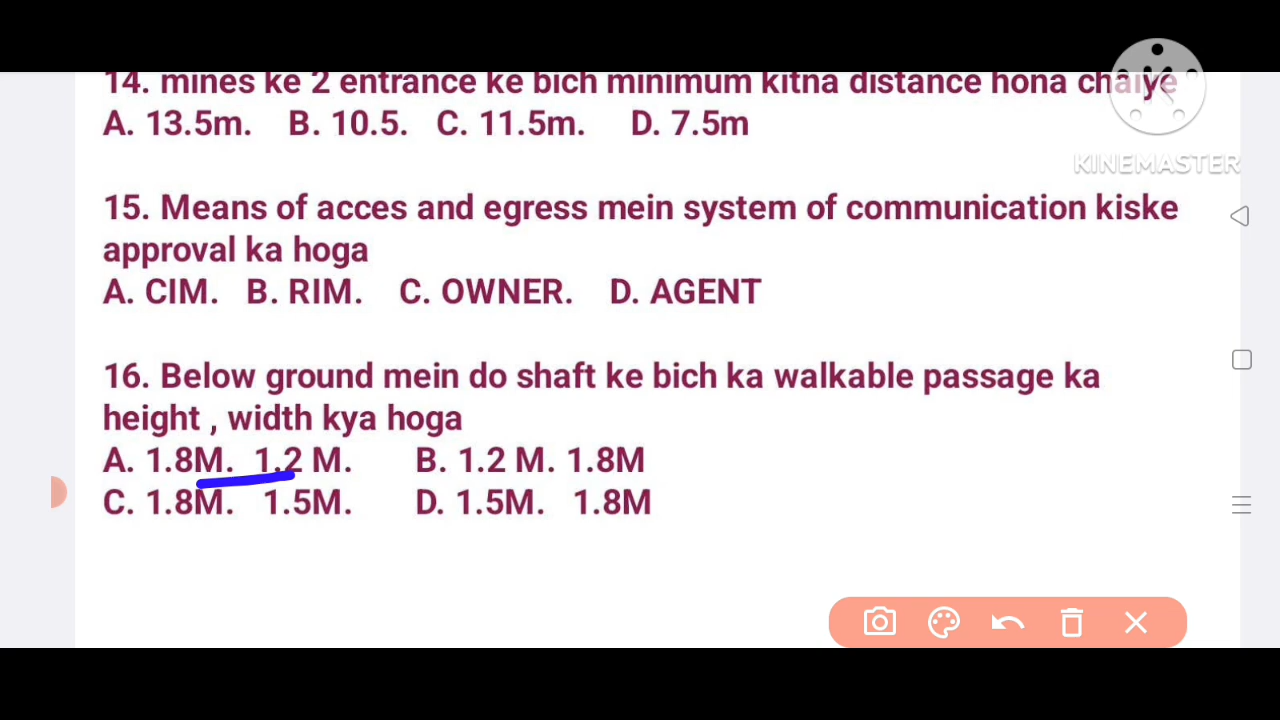 14. mines ke 2 entrance ke bich minimum kitna distance hona chaiye
A. 13.5m. B. 10.5. C. 11.5m. D. 7.5m
KINEMASTER
15. Means of acces and egress mein system of communication kiske
approval ka hoga
A. CIM. B. RIM. C. OWNER. D. AGENT
16. Below ground mein do shaft ke bich ka walkable passage ka
height , width kya hoga
A. 1.8M. 1.2 M. B. 1.2 M. 1.8M
C. 1.8M. 1.5M. D. 1.5M. 1.8M